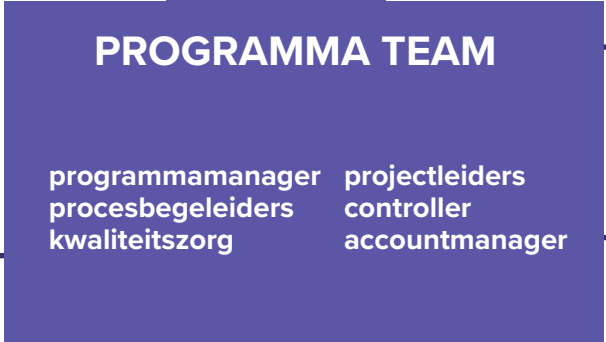 PROGRAMMA TEAM
programmamanager
procesbegeleiders
kwaliteitszorg
projectleiders
controller
accountmanager